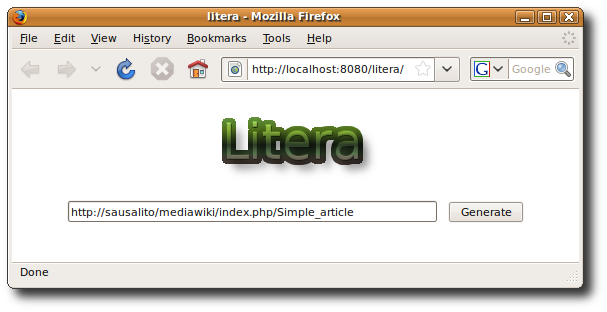 litera - Mozilla Firefox
File Edit View History Bookmarks Tools Help
http://localhost:8080/litera/ G Google
Litera
http://sausalito/mediawiki/index.php/Simple_article Generate
Done